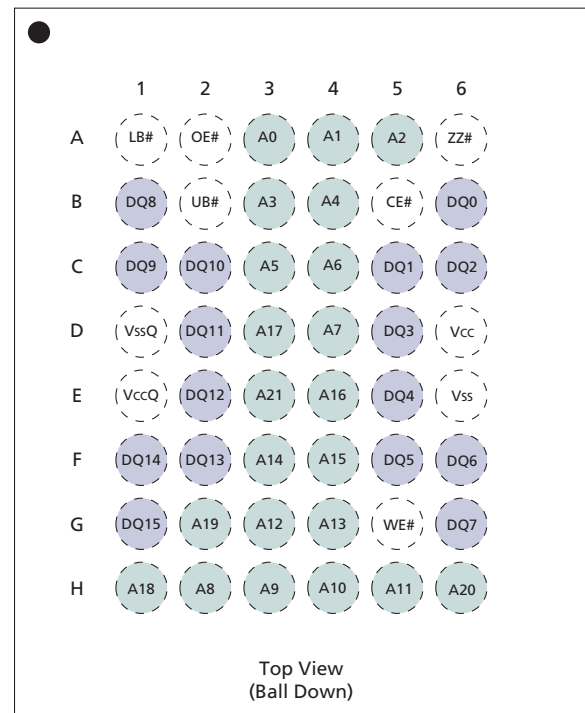 1 2 3 4 5 6
A LB# OE# A0 A1 A2 ZZ#
B DQ8 UB# A3 A4 CE# DQ0
C DQ9 DQ10 A5 A6 DQ1 DQ2
D VssQ DQ11 A17 A7 DQ3 Vcc
E VccQ DQ12 A21 A16 DQ4 Vss
F DQ14 DQ13 A14 A15 DQ5 DQ6
G DQ15 A19 A12 A13 WE# DQ7
H A18 A8 A9 A10 A11 A20
Top View
(Ball Down)